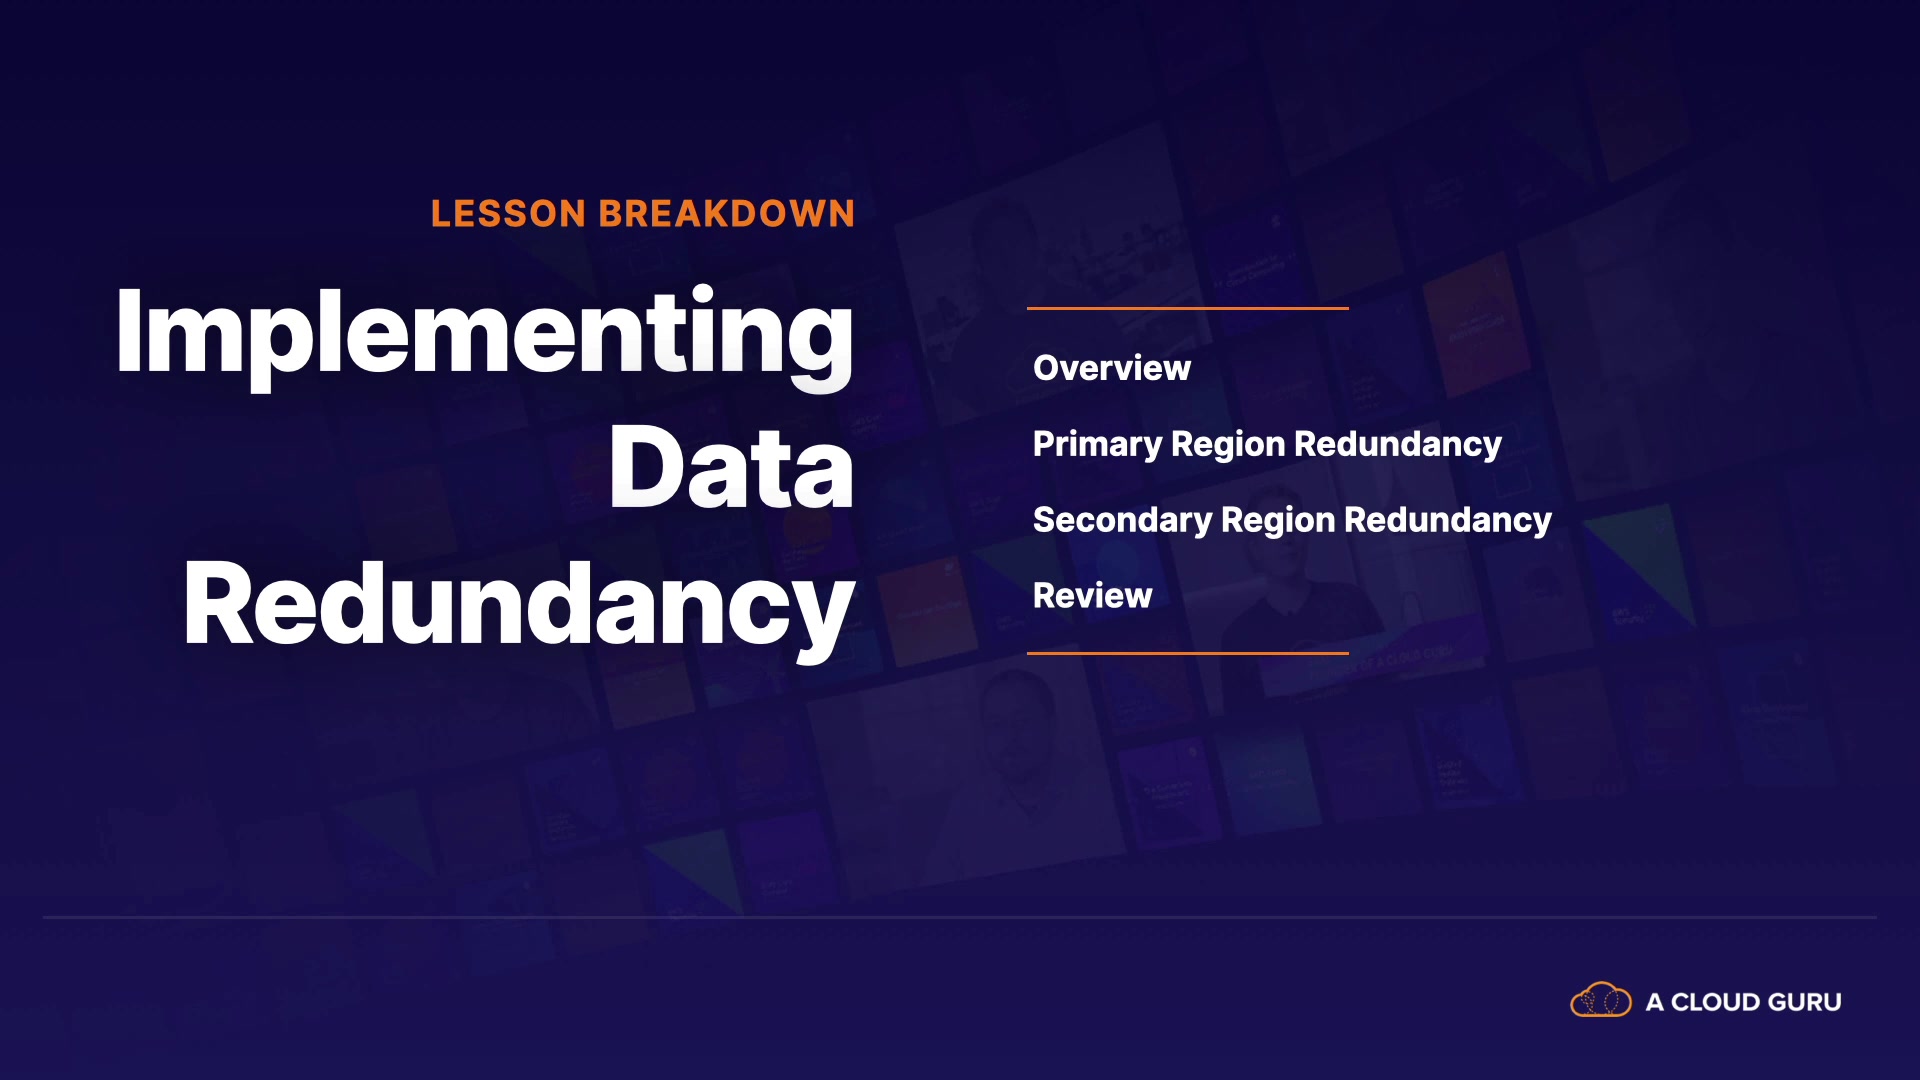 LESSON BREAKDOWN
Implementing
Data
Redundancy
Overview
Primary Region Redundancy
Secondary Region Redundancy
Review
A CLOUD GURU